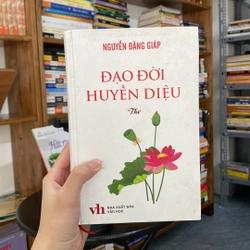 NGUYỄN ĐĂNG GIÁP
ĐẠO ĐỜI
HUYỀN DIỆU
Thơ
vh
NHÀ XUẤT BẢN
VĂN HỌC